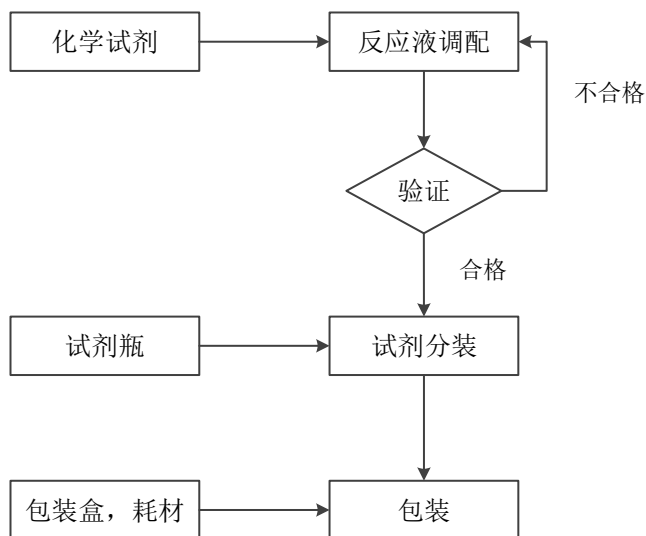 化学试剂
反应液调配
不合格
验证
合格
试剂瓶
试剂分装
包装盒，耗材
包装